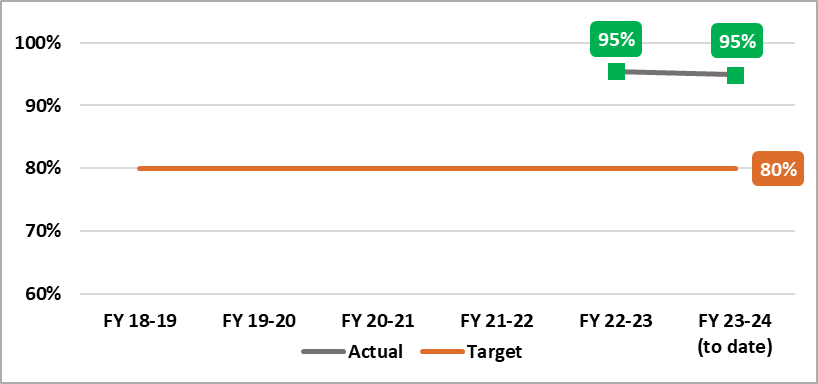 95%
95%
100%
90%
80%
80%
70%
60%
FY 18-19 FY 19-20 FY 20-21 FY 21-22 FY 22-23 FY 23-24
(to date)
Actual Target